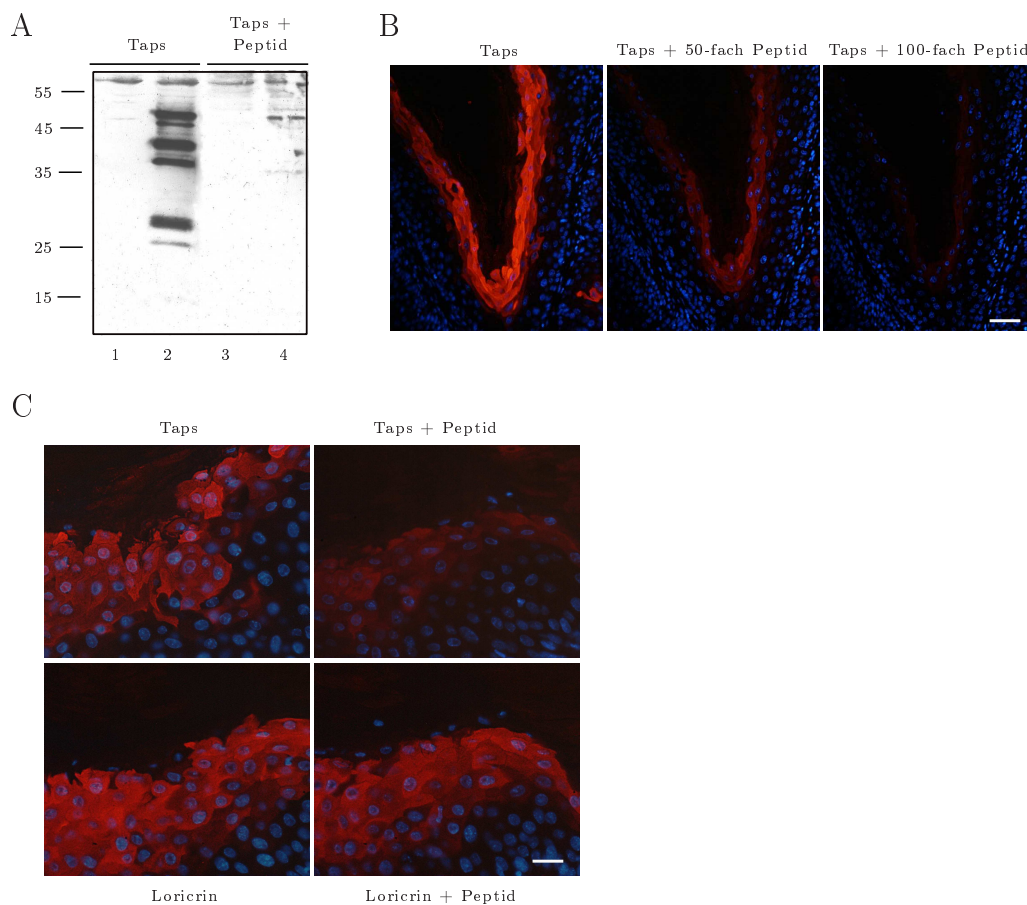 A
Taps
Taps +
Peptid
55
45
35
25
15
1 2 3 4
B
Taps
Taps + 50-fach Peptid
Taps + 100-fach Peptid
C
Taps
Taps + Peptid
Loricrin
Loricrin + Peptid